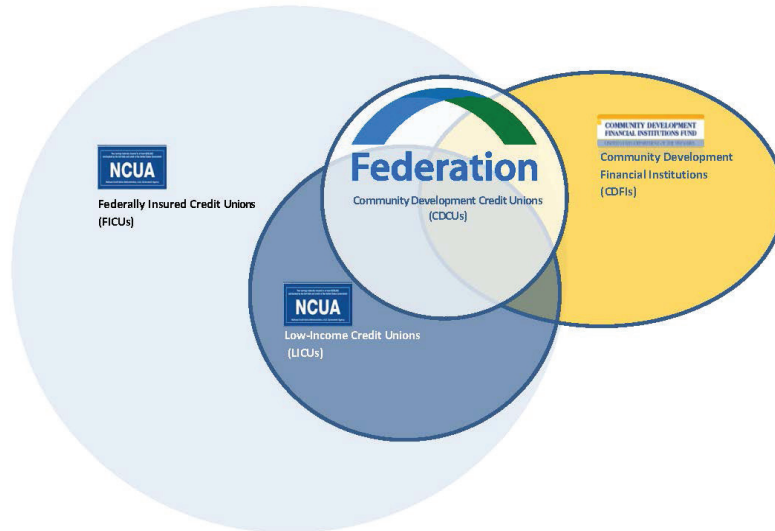 Federation
Community Development Credit Unions
(CDCUs)
COMMUNITY DEVELOPMENT
FINANCIAL INSTITUTIONS FUND
Community Development
Financial Institutions
(CDFIs)
NCUA
Federally Insured Credit Unions
(FICUs)
NCUA
Low-Income Credit Unions
(LICUs)